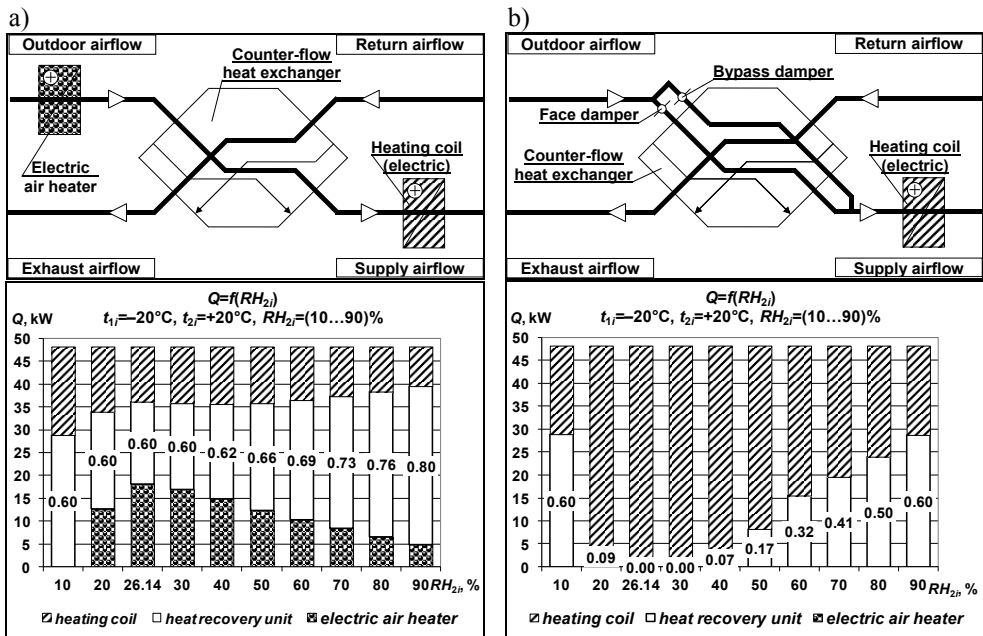 a)
Outdoor airflow
Return airflow
Counter-flow
heat exchanger
Electric
air heater
Heating coil
(electric)
Exhaust airflow
Supply airflow
Q=f(RH2i)
t1i=–20°C, t2i=+20°C, RH2i=(10...90)%
Q, kW
50
45
40
35
30
25
20
15
10
5
0
0.60
0.60
0.60
0.60
0.62
0.66
0.69
0.73
0.76
0.80
10 20 26.14 30 40 50 60 70 80 90 RH2i, %
heating coil heat recovery unit electric air heater
b)
Outdoor airflow
Return airflow
Bypass damper
Face damper
Counter-flow
heat exchanger
Heating coil
(electric)
Exhaust airflow
Supply airflow
Q=f(RH2i)
t1i=–20°C, t2i=+20°C, RH2i=(10...90)%
Q, kW
50
45
40
35
30
25
20
15
10
5
0
0.60
0.09
0.00
0.00
0.07
0.17
0.32
0.41
0.50
0.60
10 20 26.14 30 40 50 60 70 80 90 RH2i, %
heating coil heat recovery unit electric air heater